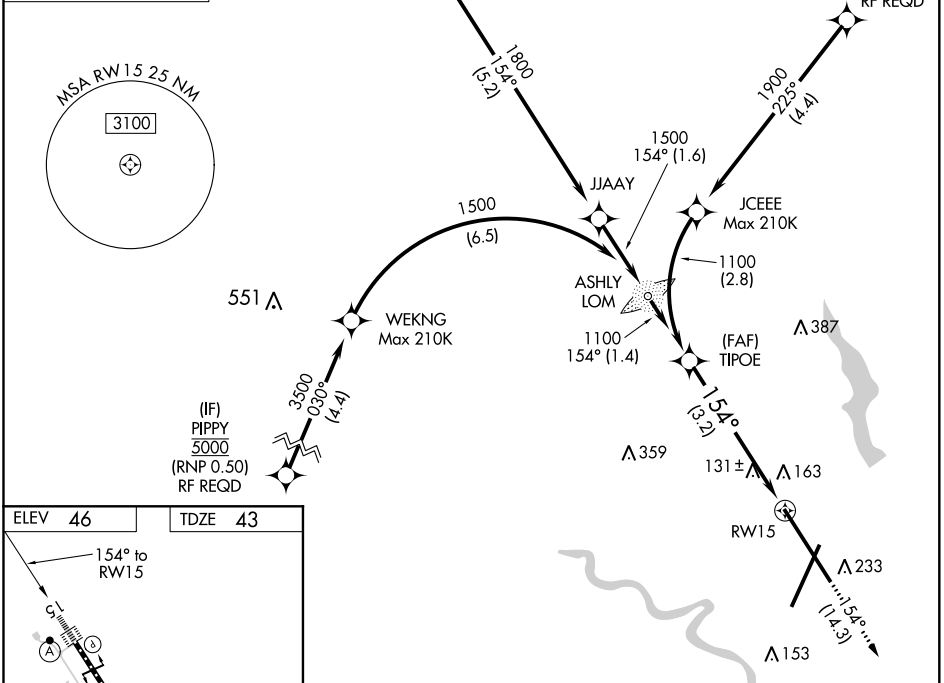 RF REQD
1800
154°
(5.2)
1900
225°
(4.4)
MSA RW15 25 NM
3100
1500
154° (1.6)
JJAAY
JCEEE
Max 210K
1500
(6.5)
1100
(2.8)
ASHLY
LOM
551
WEKNG
Max 210K
1100
154° (1.4)
(FAF)
TIPOE
387
3500
030°
(4.4)
154°
(3.2)
(IF)
PIPPY
5000
(RNP 0.50)
RF REQD
359
131±
163
RW15
ELEV 46
TDZE 43
154° to
RW15
233
154°
(14.3)
15
A
P
153